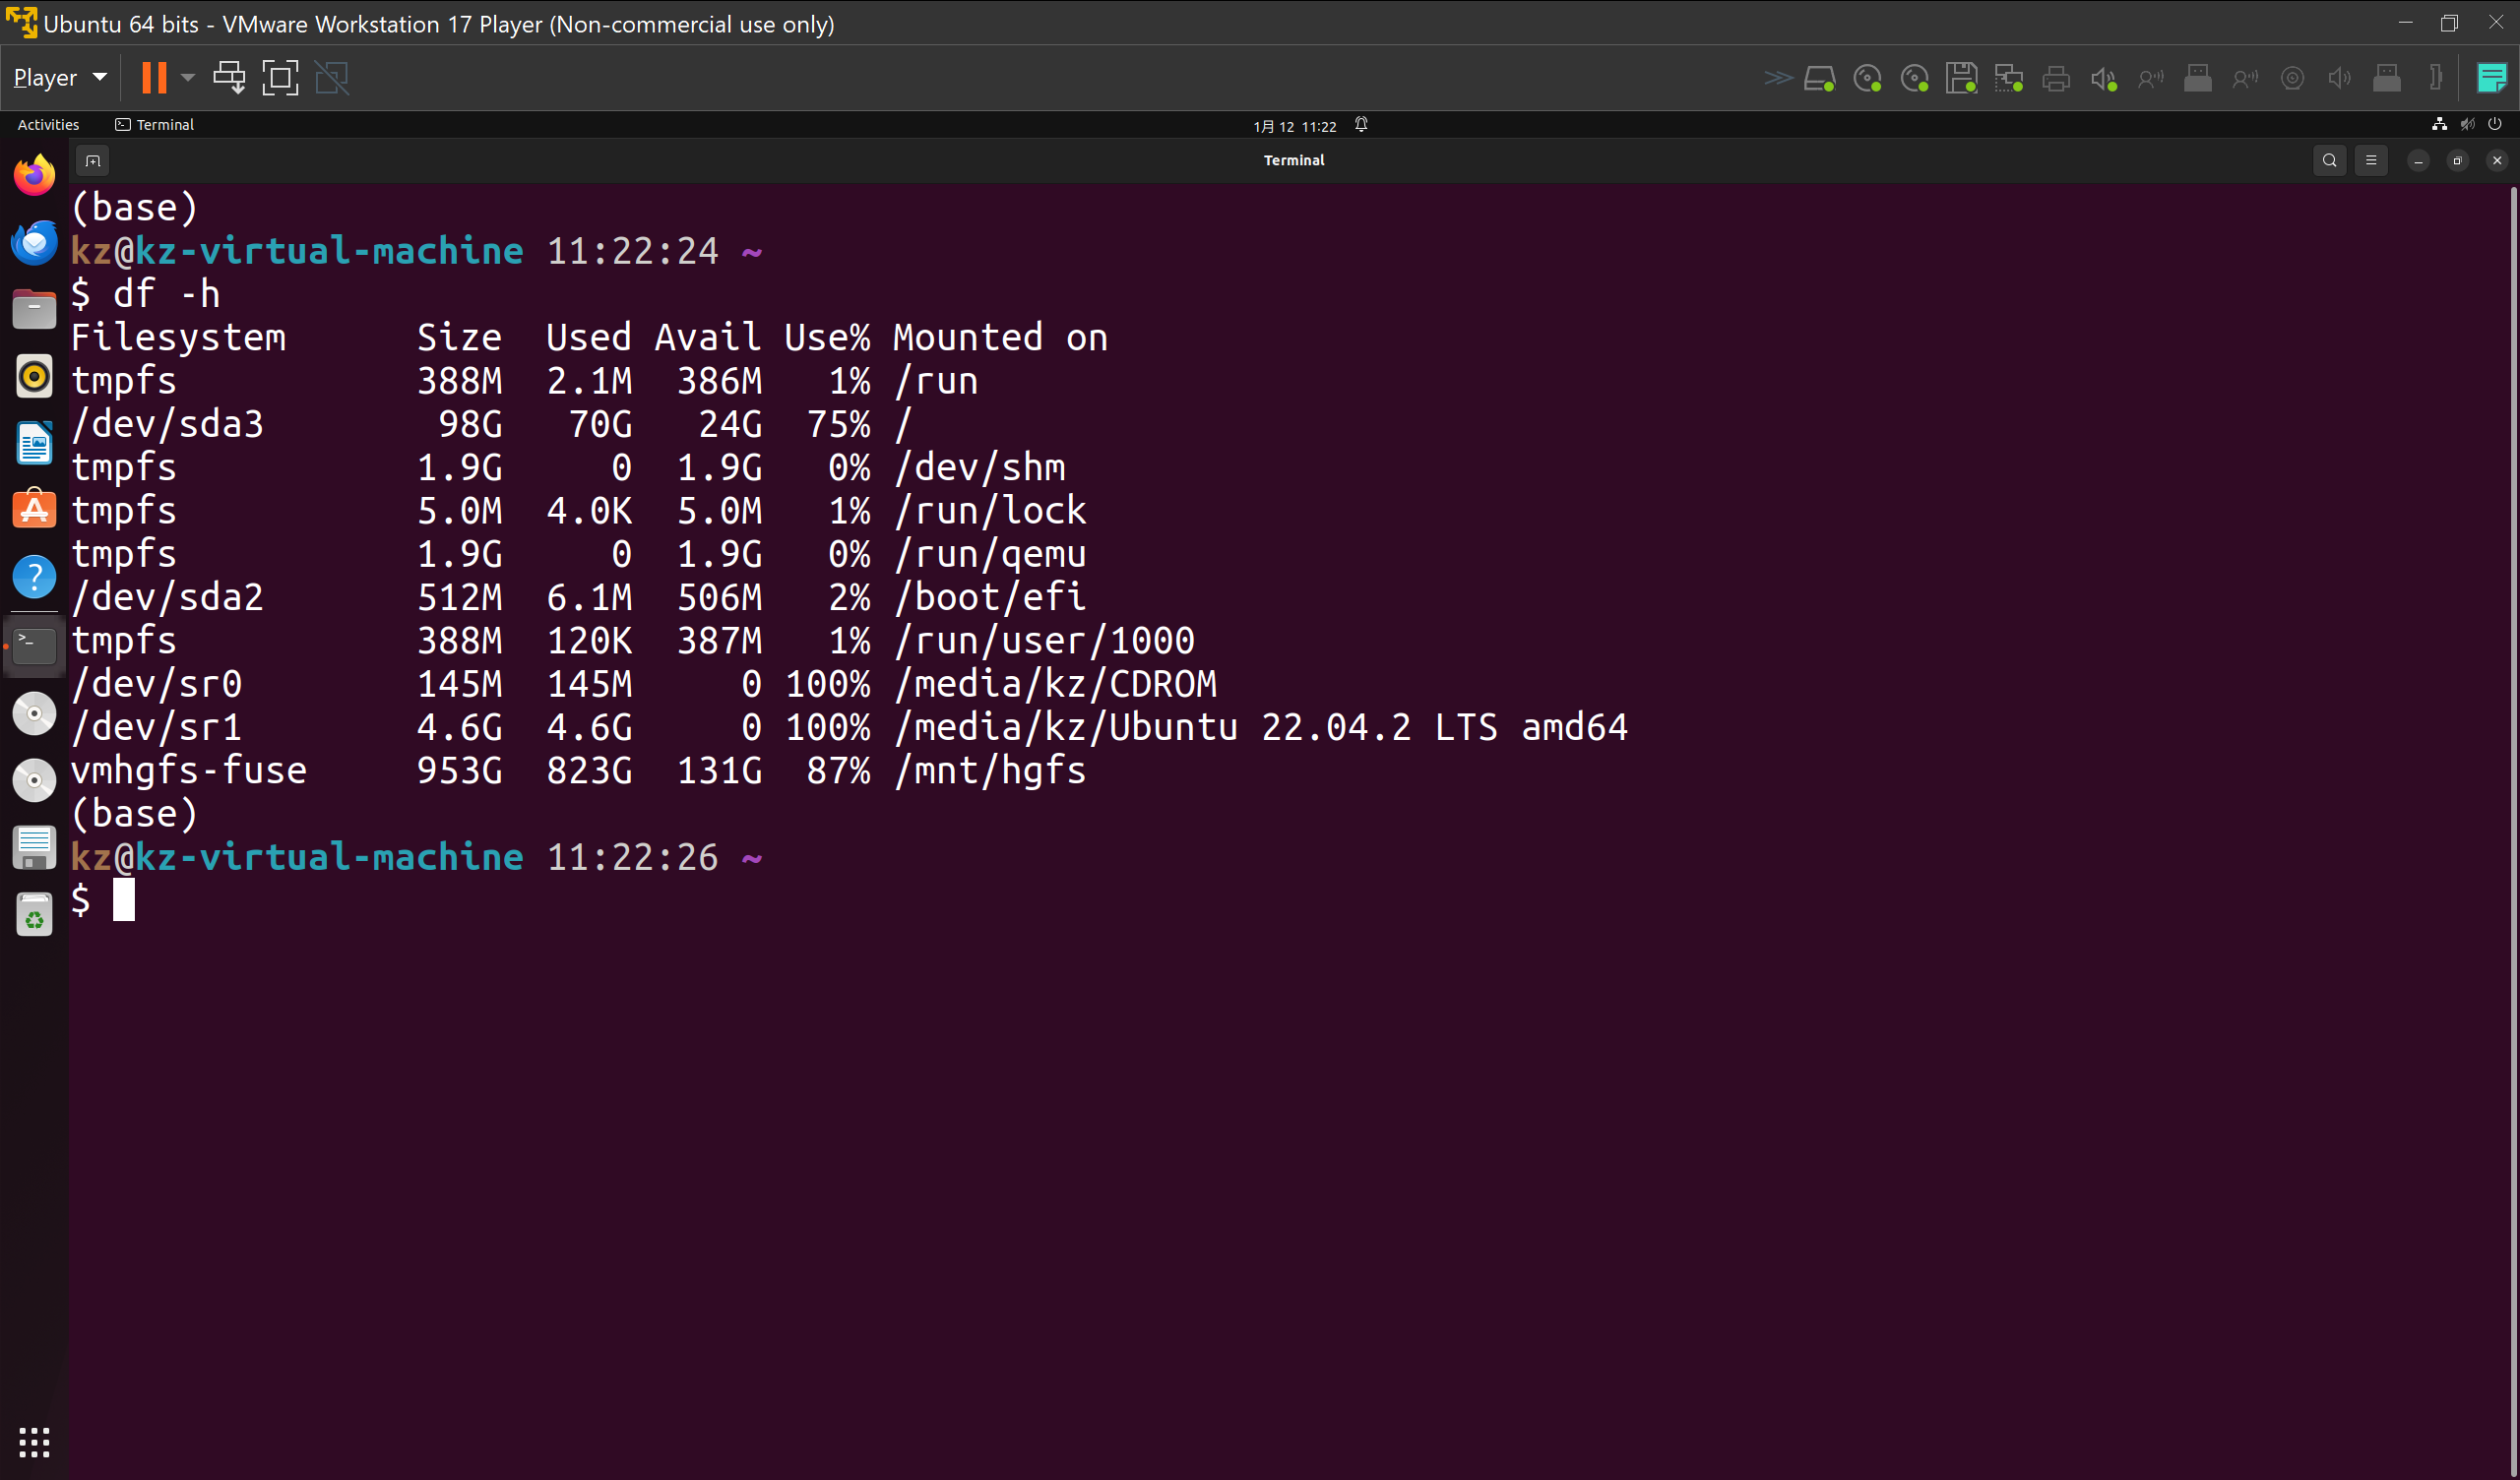 Ubuntu 64 bits - VMware Workstation 17 Player (Non-commercial use only)
Player
Activities Terminal 1月 12 11:22
Terminal
(base)
kz@kz-virtual-machine 11:22:24 ~
$ df -h
Filesystem Size Used Avail Use% Mounted on
tmpfs 388M 2.1M 386M 1% /run
/dev/sda3 98G 70G 24G 75% /
tmpfs 1.9G 0 1.9G 0% /dev/shm
tmpfs 5.0M 4.0K 5.0M 1% /run/lock
tmpfs 1.9G 0 1.9G 0% /run/qemu
/dev/sda2 512M 6.1M 506M 2% /boot/efi
tmpfs 388M 120K 387M 1% /run/user/1000
/dev/sr0 145M 145M 0 100% /media/kz/CDROM
/dev/sr1 4.6G 4.6G 0 100% /media/kz/Ubuntu 22.04.2 LTS amd64
vmhgfs-fuse 953G 823G 131G 87% /mnt/hgfs
(base)
kz@kz-virtual-machine 11:22:26 ~
$